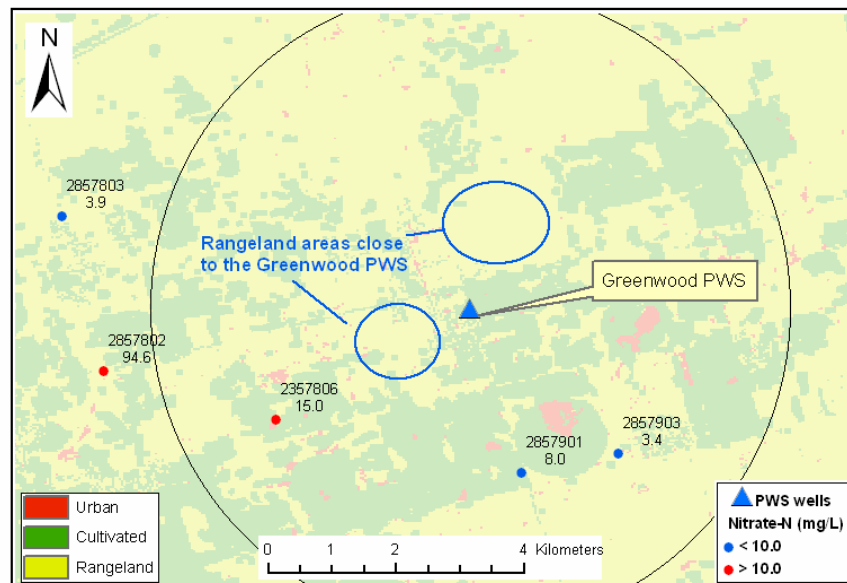 N
2857803
3.9
Rangeland areas close
to the Greenwood PWS
Greenwood PWS
2857802
94.6
2357806
15.0
2857901
8.0
2857903
3.4
Urban
Cultivated
Rangeland
0 1 2 4 Kilometers
PWS wells
Nitrate-N (mg/L)
< 10.0
> 10.0